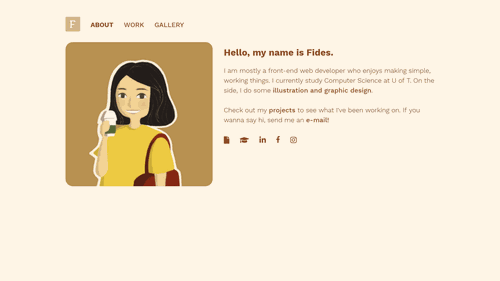 F ABOUT WORK GALLERY
Hello, my name is Fides.
I am mostly a front-end web developer who enjoys making simple,
working things. I currently study Computer Science at U of T. On the
side, I do some illustration and graphic design.
Check out my projects to see what I've been working on. If you
wanna say hi, send me an e-mail!